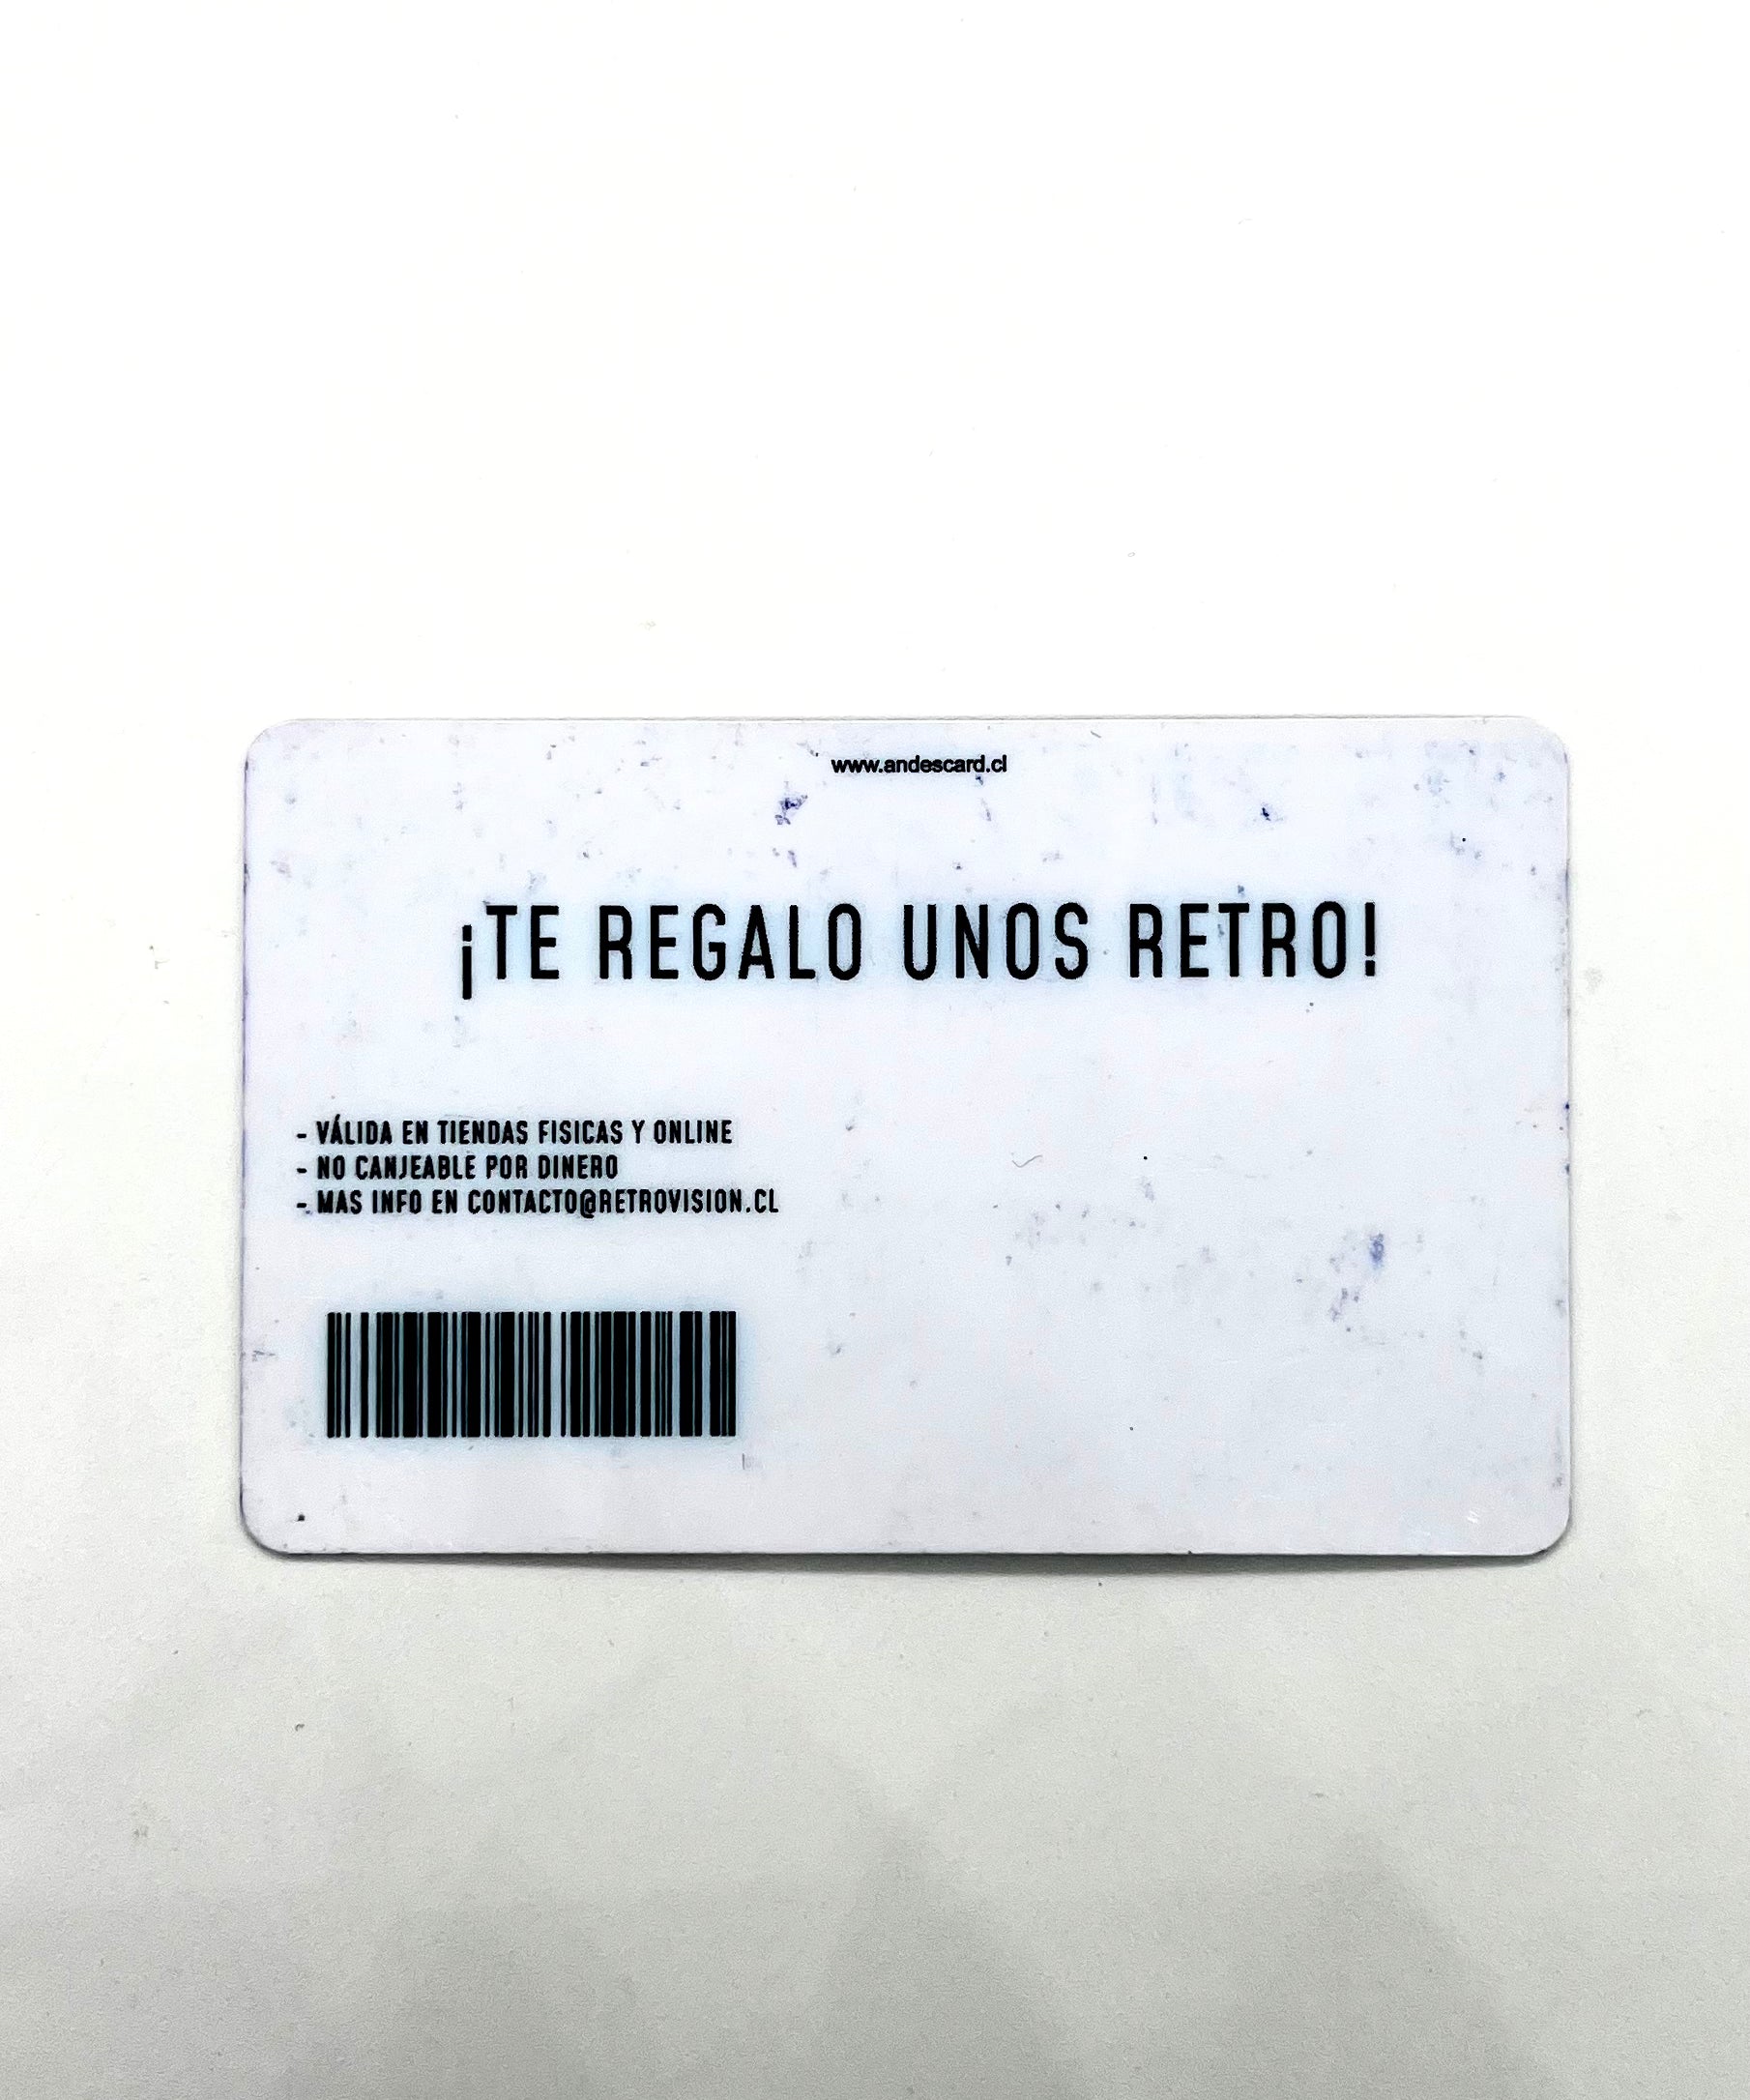 www.andescard.cl
¡TE REGALO UNOS RETRO!
- VÁLIDA EN TIENDAS FISICAS Y ONLINE
- NO CANJEABLE POR DINERO
- MAS INFO EN CONTACTO@RETROVISION.CL